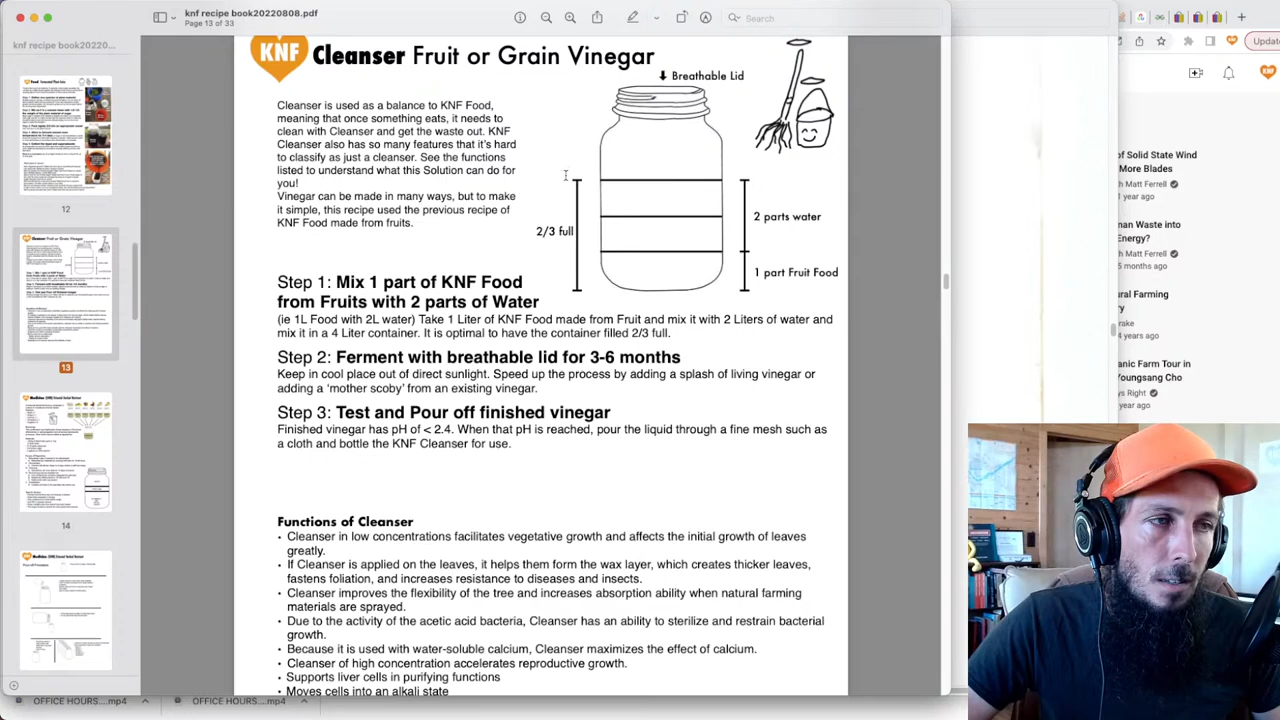 knf recipe book20220808.pdf
Page 13 of 33
Search
Updat
knf recipe book20220...
12
13
14
KNF Cleanser Fruit or Grain Vinegar
Breathable Lid
Cleanser is used as a balance to KNF Food,
meaning that once something eats, it needs to
clean with Cleanser and get the waste out. KNF
Cleanser also has so many features that its hard
to classify as just a cleanser. See the functions
listed to understand what this Solution can do for
you!
Vinegar can be made in many ways, but to make
it simple, this recipe used the previous recipe of
KNF Food made from fruits.
2/3 full
2 parts water
1 part Fruit Food
Step 1: Mix 1 part of KNF Food
from Fruits with 2 parts of Water
(ie 1L Food with 2L water) Take 1 Liter of KNF Food made from Fruit and mix it with 2 Liters of water and
mix it in a 4 Liter container. It is optimal to have the container filled 2/3 full.
Step 2: Ferment with breathable lid for 3-6 months
Keep in cool place out of direct sunlight. Speed up the process by adding a splash of living vinegar or
adding a 'mother scoby' from an existing vinegar.
Step 3: Test and Pour off finished vinegar
Finished vinegar has pH of < 2.4. When that pH is reached, pour the liquid through a fine mesh such as
a cloth and bottle the KNF Cleanser for use.
Functions of Cleanser
• Cleanser in low concentrations facilitates vegetative growth and affects the initial growth of leaves
greatly.
• If Cleanser is applied on the leaves, it helps them form the wax layer, which creates thicker leaves,
fastens foliation, and increases resistance to diseases and insects.
• Cleanser improves the flexibility of the tree and increases absorption ability when natural farming
materials are sprayed.
• Due to the activity of the acetic acid bacteria, Cleanser has an ability to sterilize and restrain bacterial
growth.
• Because it is used with water-soluble calcium, Cleanser maximizes the effect of calcium.
• Cleanser of high concentration accelerates reproductive growth.
• Supports liver cells in purifying functions
• Moves cells into an alkali state
of Solid State Wind
More Blades
h Matt Ferrell
1 year ago
man Waste into
Energy?
h Matt Ferrell
5 months ago
ural Farming
y
rake
4 years ago
anic Farm Tour in
Youngsang Cho
ys Right
year ago
OFFICE HOURS....mp4
OFFICE HOURS....mp4